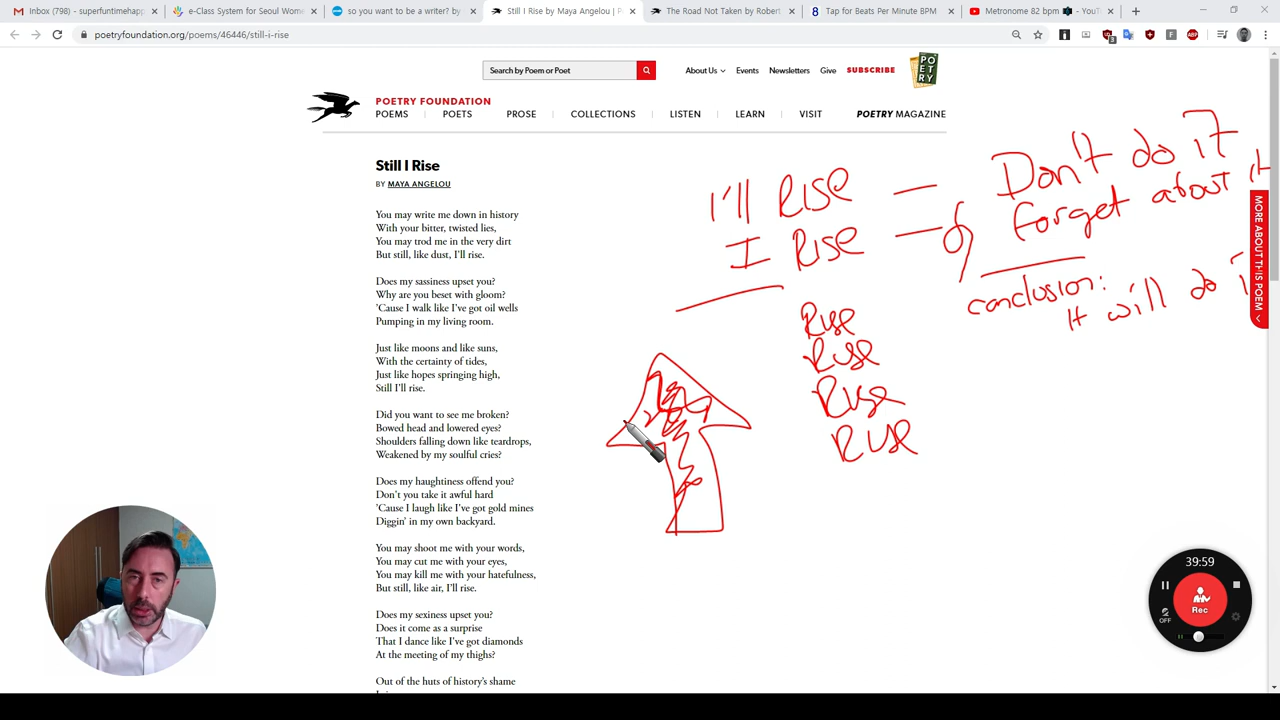 Inbox (798) - superfuntimehapp
e-Class System for Seoul Wome
so you want to be a writer? by
Still I Rise by Maya Angelou | P
The Road Not Taken by Robert
Tap for Beats Per Minute BPM
Metronome 82 bpm - YouT
poetryfoundation.org/poems/46446/still-i-rise
Search by Poem or Poet
About Us
Events
Newsletters
Give
SUBSCRIBE
POETRY
POETRY FOUNDATION
POEMS
POETS
PROSE
COLLECTIONS
LISTEN
LEARN
VISIT
POETRY MAGAZINE
Still I Rise
BY MAYA ANGELOU
You may write me down in history
With your bitter, twisted lies,
You may trod me in the very dirt
But still, like dust, I'll rise.
Does my sassiness upset you?
Why are you beset with gloom?
'Cause I walk like I've got oil wells
Pumping in my living room.
Just like moons and like suns,
With the certainty of tides,
Just like hopes springing high,
Still I'll rise.
Did you want to see me broken?
Bowed head and lowered eyes?
Shoulders falling down like teardrops,
Weakened by my soulful cries?
Does my haughtiness offend you?
Don't you take it awful hard
'Cause I laugh like I've got gold mines
Diggin' in my own backyard.
You may shoot me with your words,
You may cut me with your eyes,
You may kill me with your hatefulness,
But still, like air, I'll rise.
Does my sexiness upset you?
Does it come as a surprise
That I dance like I've got diamonds
At the meeting of my thighs?
Out of the huts of history's shame
I'll Rise
I Rise
Rise
Rise
Rise
Rise
Don't do it
forget about it
conclusion:
It will do
MORE ABOUT THIS POEM
39:59
Rec
OFF